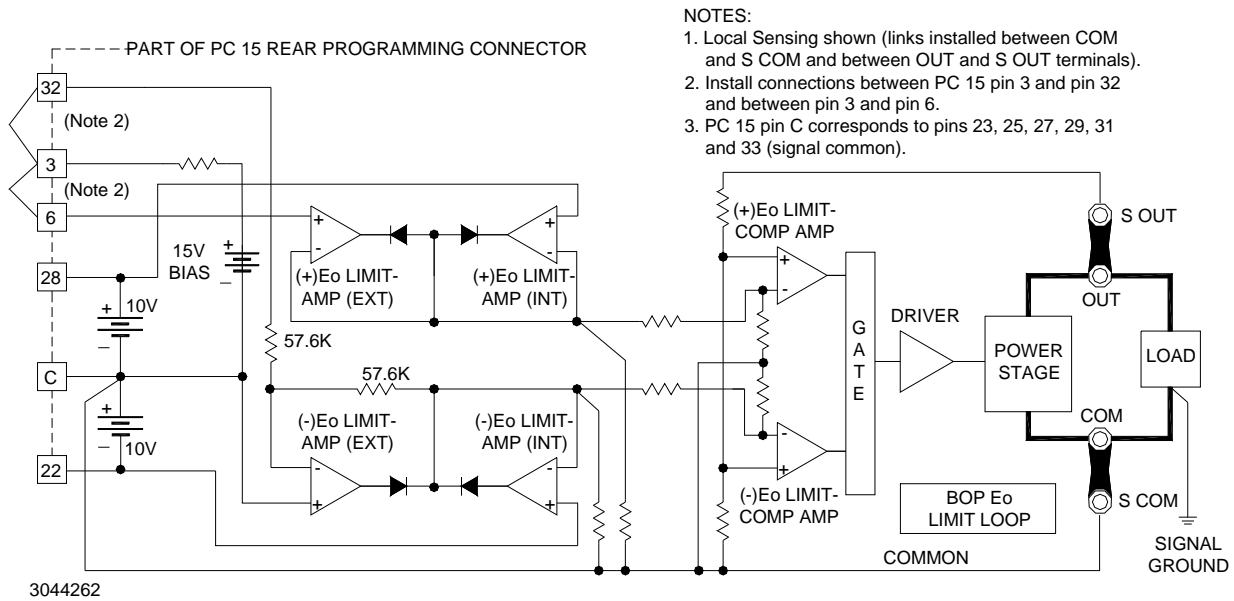 NOTES:
1. Local Sensing shown (links installed between COM
and S COM and between OUT and S OUT terminals).
2. Install connections between PC 15 pin 3 and pin 32
and between pin 3 and pin 6.
3. PC 15 pin C corresponds to pins 23, 25, 27, 29, 31
and 33 (signal common).
PART OF PC 15 REAR PROGRAMMING CONNECTOR
32
(Note 2)
3
(Note 2)
6
28
C
22
+
10V
–
+
10V
–
15V
BIAS
+
–
57.6K
57.6K
+
-
(+)Eo LIMIT-
AMP (EXT)
+
-
(+)Eo LIMIT-
AMP (INT)
(-)Eo LIMIT-
AMP (EXT)
-
+
(-)Eo LIMIT-
AMP (INT)
-
+
(+)Eo LIMIT-
COMP AMP
+
-
-
+
(-)Eo LIMIT-
COMP AMP
G
A
T
E
DRIVER
POWER
STAGE
S OUT
OUT
LOAD
COM
S COM
BOP Eo
LIMIT LOOP
COMMON
SIGNAL
GROUND
3044262